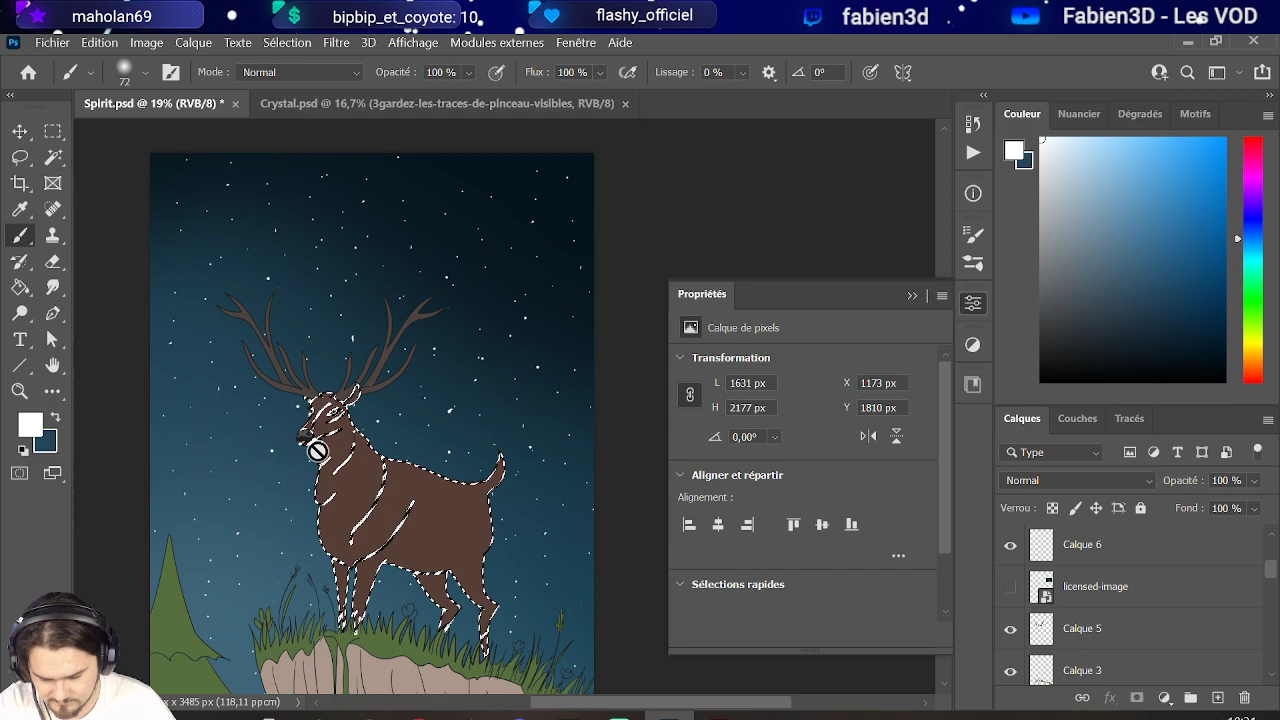 maholan69
bipbip_et_coyote: 10
flashy_officiel
fabien3d
Fabien3D - Les VOD
Ps Fichier Edition Image Calque Texte Sélection Filtre 3D Affichage Modules externes Fenêtre Aide
72 Mode : Normal Opacité : 100 % Flux : 100 % Lissage : 0 % 0°
Spirit.psd @ 19% (RVB/8) *
Crystal.psd @ 16,7% (3gardez-les-traces-de-pinceau-visibles, RVB/8)
Couleur Nuancier Dégradés Motifs
Propriétés
Calque de pixels
Transformation
L 1631 px X 1173 px
H 2177 px Y 1810 px
0,00°
Aligner et répartir
Alignement :
Sélections rapides
Calques Couches Tracés
Type
Normal Opacité : 100 %
Verrou : Fond : 100 %
Calque 6
licensed-image
Calque 5
Calque 3
x 3485 px (118,11 ppcm)